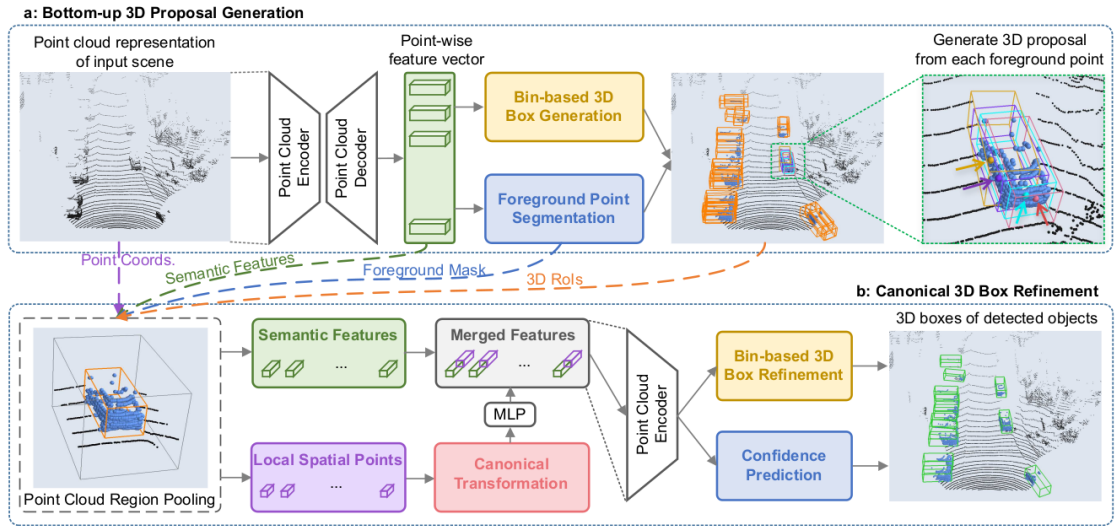 a: Bottom-up 3D Proposal Generation
Point cloud representation
of input scene
Point-wise
feature vector
Generate 3D proposal
from each foreground point
Point Cloud
Encoder
Point Cloud
Decoder
Bin-based 3D
Box Generation
Foreground Point
Segmentation
Point Coords.
Semantic Features
Foreground Mask
3D RoIs
b: Canonical 3D Box Refinement
3D boxes of detected objects
Semantic Features
...
Merged Features
...
MLP
Point Cloud
Encoder
Bin-based 3D
Box Refinement
Local Spatial Points
...
Canonical
Transformation
Confidence
Prediction
Point Cloud Region Pooling